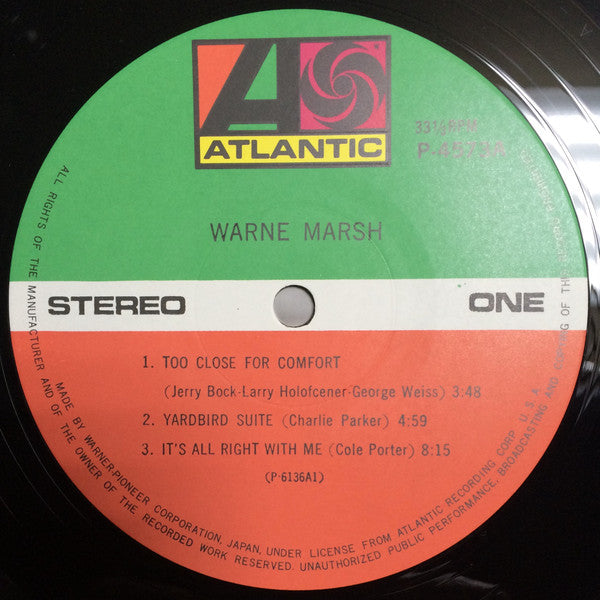 ATLANTIC
33⅓ RPM
WARNE MARSH
STEREO
ONE
1. TOO CLOSE FOR COMFORT
(Jerry Bock-Larry Holofcener-George Weiss) 3:48
2. YARDBIRD SUITE (Charlie Parker) 4:59
3. IT'S ALL RIGHT WITH ME (Cole Porter) 8:15
(P-6136A1)
ALL RIGHTS OF THE MANUFACTURER AND OF THE OWNER OF THE RECORDED WORK RESERVED. UNAUTHORIZED PUBLIC PERFORMANCE, BROADCASTING AND COPYING OF THE
MADE BY WARNER-PIONEER CORPORATION, JAPAN, UNDER LICENSE FROM ATLANTIC RECORDING CORP. U. S. A.